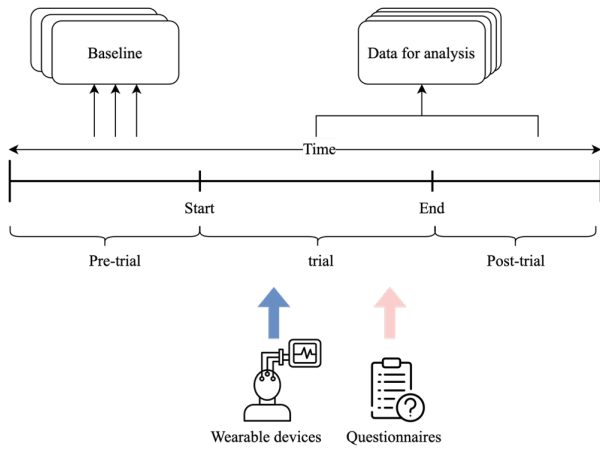 Baseline
Data for analysis
Time
Start
End
Pre-trial
trial
Post-trial
?
Wearable devices
Questionnaires